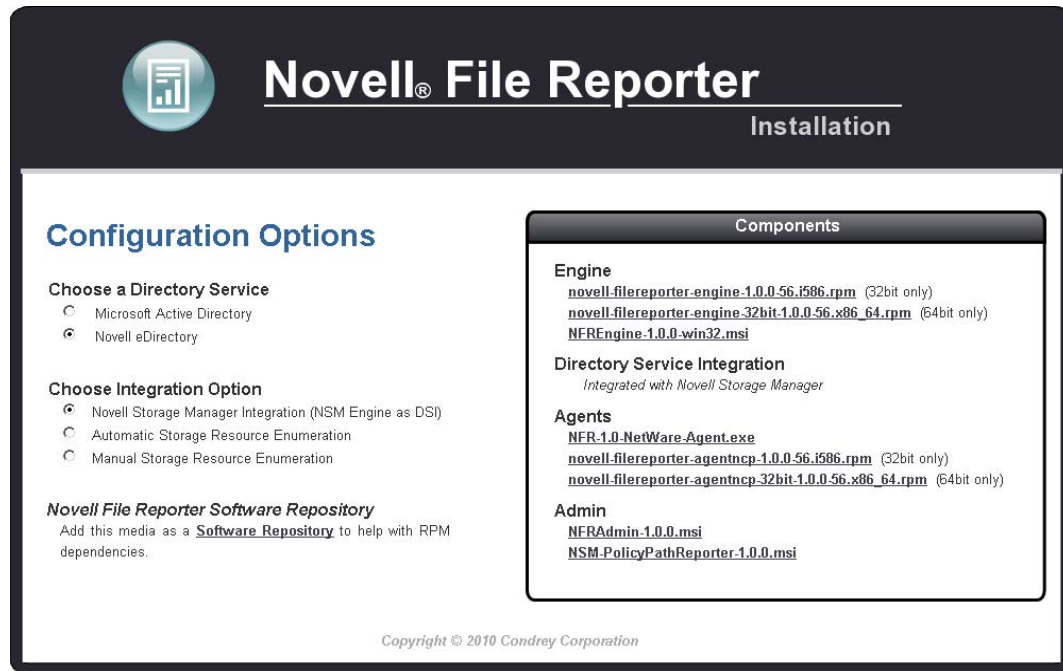 Novell® File Reporter
Installation
Configuration Options
Choose a Directory Service
Microsoft Active Directory
Novell eDirectory
Choose Integration Option
Novell Storage Manager Integration (NSM Engine as DSI)
Automatic Storage Resource Enumeration
Manual Storage Resource Enumeration
Novell File Reporter Software Repository
Add this media as a Software Repository to help with RPM
dependencies.
Components
Engine
novell-filereporter-engine-1.0.0-56.i586.rpm (32bit only)
novell-filereporter-engine-32bit-1.0.0-56.x86_64.rpm (64bit only)
NFREngine-1.0.0-win32.msi
Directory Service Integration
Integrated with Novell Storage Manager
Agents
NFR-1.0-NetWare-Agent.exe
novell-filereporter-agentncp-1.0.0-56.i586.rpm (32bit only)
novell-filereporter-agentncp-32bit-1.0.0-56.x86_64.rpm (64bit only)
Admin
NFRAdmin-1.0.0.msi
NSM-PolicyPathReporter-1.0.0.msi
Copyright © 2010 Condrey Corporation